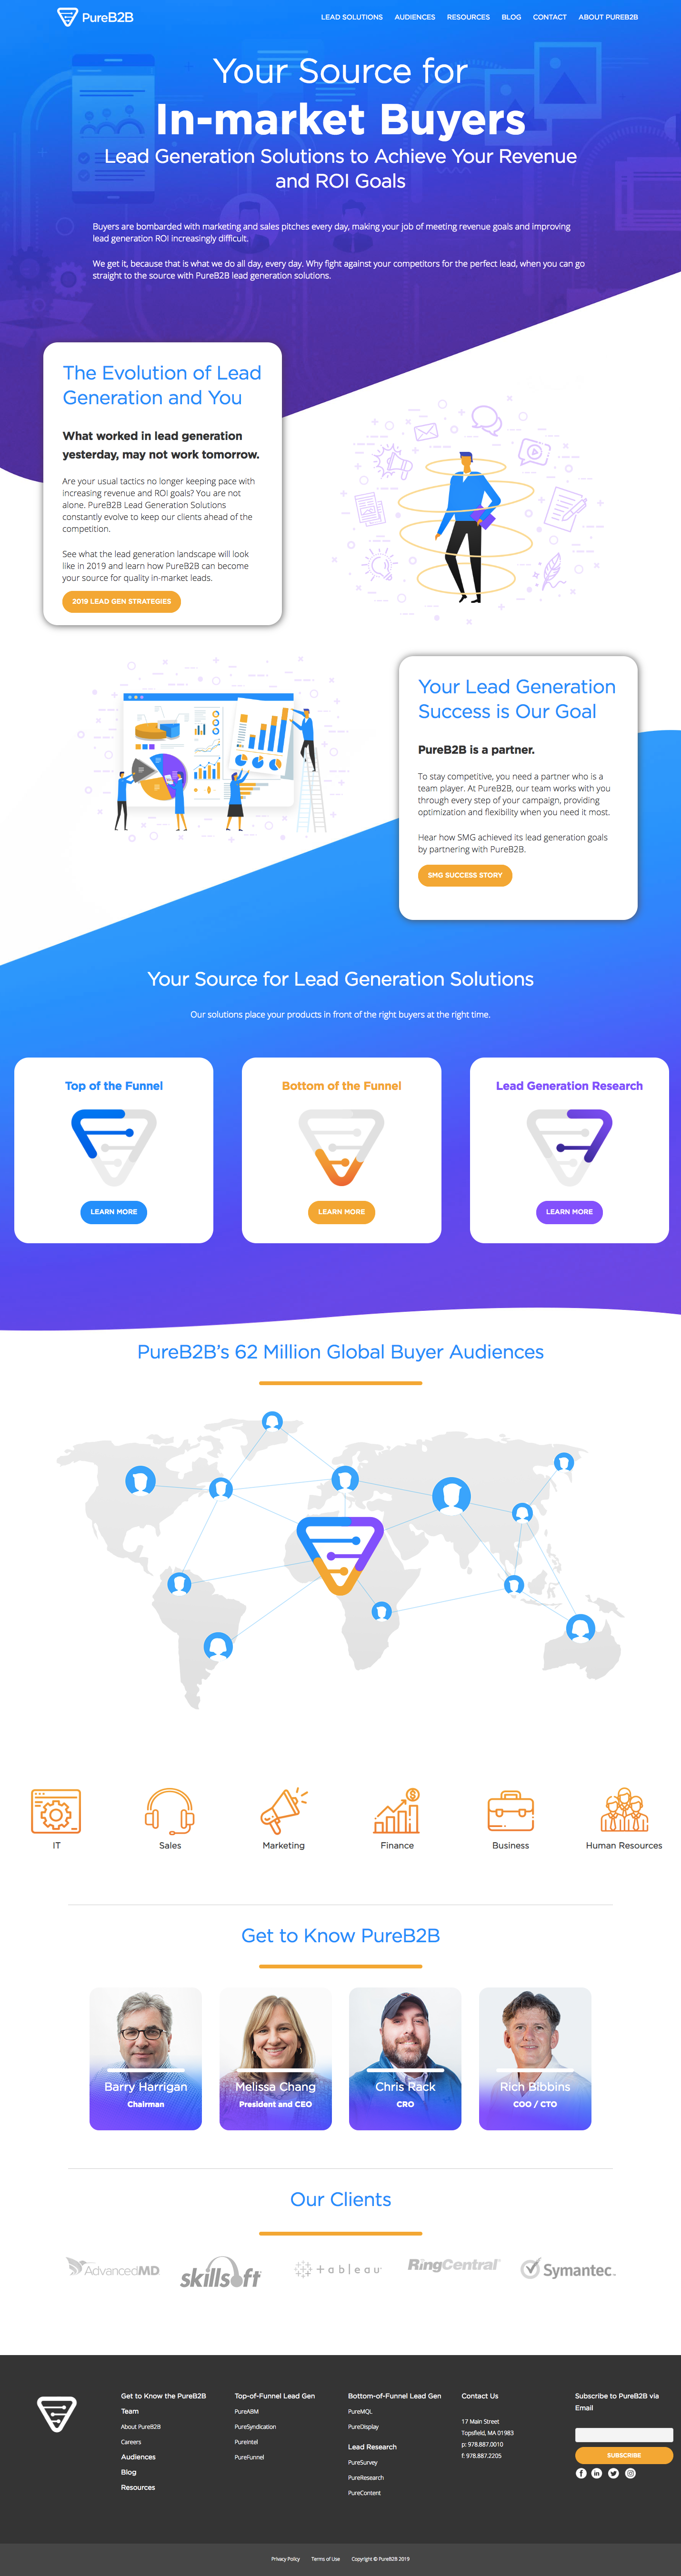 PureB2B
LEAD SOLUTIONS AUDIENCES RESOURCES BLOG CONTACT ABOUT PUREB2B
Your Source for
In-market Buyers
Lead Generation Solutions to Achieve Your Revenue
and ROI Goals
Buyers are bombarded with marketing and sales pitches every day, making your job of meeting revenue goals and improving
lead generation ROI increasingly difficult.
We get it, because that is what we do all day, every day. Why fight against your competitors for the perfect lead, when you can go
straight to the source with PureB2B lead generation solutions.
The Evolution of Lead
Generation and You
What worked in lead generation
yesterday, may not work tomorrow.
Are your usual tactics no longer keeping pace with
increasing revenue and ROI goals? You are not
alone. PureB2B Lead Generation Solutions
constantly evolve to keep our clients ahead of the
competition.
See what the lead generation landscape will look
like in 2019 and learn how PureB2B can become
your source for quality in-market leads.
2019 LEAD GEN STRATEGIES
Your Lead Generation
Success is Our Goal
PureB2B is a partner.
To stay competitive, you need a partner who is a
team player. At PureB2B, our team works with you
through every step of your campaign, providing
optimization and flexibility when you need it most.
Hear how SMG achieved its lead generation goals
by partnering with PureB2B.
SMG SUCCESS STORY
Your Source for Lead Generation Solutions
Our solutions place your products in front of the right buyers at the right time.
Top of the Funnel
LEARN MORE
Bottom of the Funnel
LEARN MORE
Lead Generation Research
LEARN MORE
PureB2B's 62 Million Global Buyer Audiences
IT
Sales
Marketing
Finance
Business
Human Resources
Get to Know PureB2B
Barry Harrigan
Chairman
Melissa Chang
President and CEO
Chris Rack
CRO
Rich Bibbins
COO / CTO
Our Clients
AdvancedMD
skillsoft
+ableau
RingCentral
Symantec
Get to Know the PureB2B
Team
About PureB2B
Careers
Audiences
Blog
Resources
Top-of-Funnel Lead Gen
PureABM
PureSyndication
PureIntel
PureFunnel
Bottom-of-Funnel Lead Gen
PureMQL
PureDisplay
Lead Research
PureSurvey
PureResearch
PureContent
Contact Us
17 Main Street
Topsfield, MA 01983
p: 978.887.0010
f: 978.887.2205
Subscribe to PureB2B via
Email
SUBSCRIBE
Privacy Policy Terms of Use Copyright © PureB2B 2019